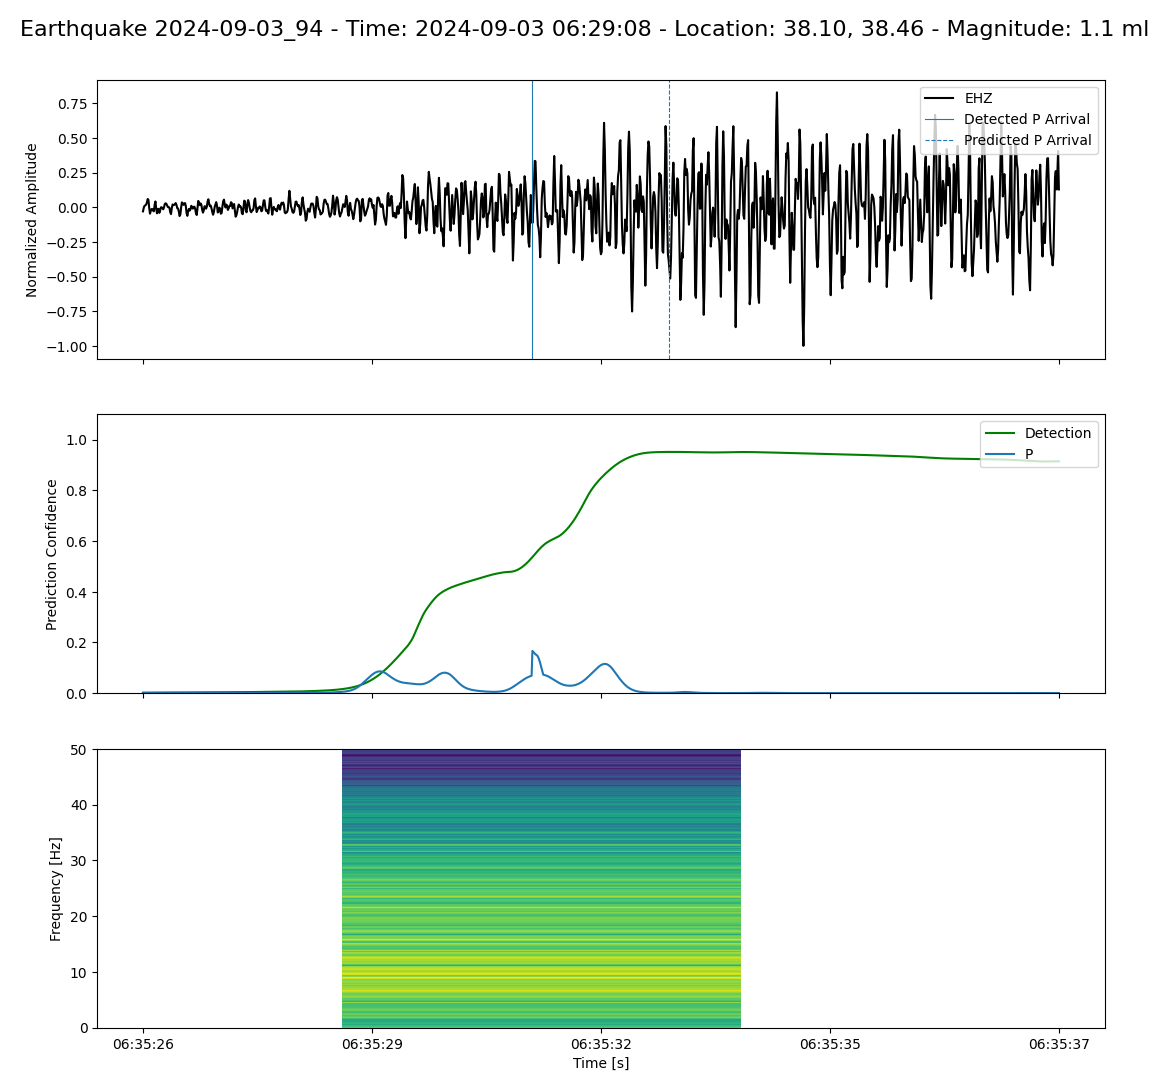 Earthquake 2024-09-03_94 - Time: 2024-09-03 06:29:08 - Location: 38.10, 38.46 - Magnitude: 1.1 ml
Normalized Amplitude
0.75
0.50
0.25
0.00
−0.25
−0.50
−0.75
−1.00
EHZ
Detected P Arrival
Predicted P Arrival
Prediction Confidence
1.0
0.8
0.6
0.4
0.2
0.0
Detection
P
Frequency [Hz]
50
40
30
20
10
0
06:35:26 06:35:29 06:35:32 06:35:35 06:35:37
Time [s]